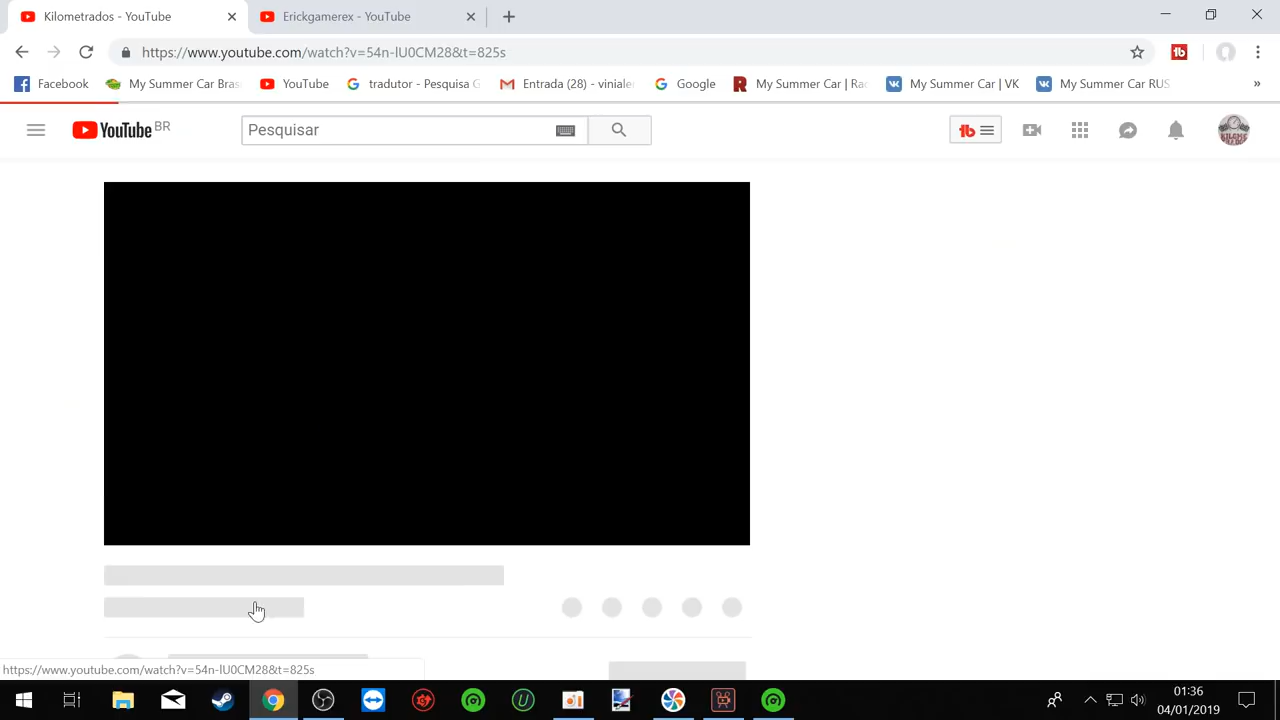 Kilometrados - YouTube
Erickgamerex - YouTube
https://www.youtube.com/watch?v=54n-lU0CM28&t=825s
Facebook
My Summer Car Bras
YouTube
tradutor - Pesquisa G
Entrada (28) - vinialer
Google
My Summer Car | Ra
My Summer Car | VK
My Summer Car RUS
»
YouTube BR
Pesquisar
https://www.youtube.com/watch?v=54n-lU0CM28&t=825s
01:36
04/01/2019